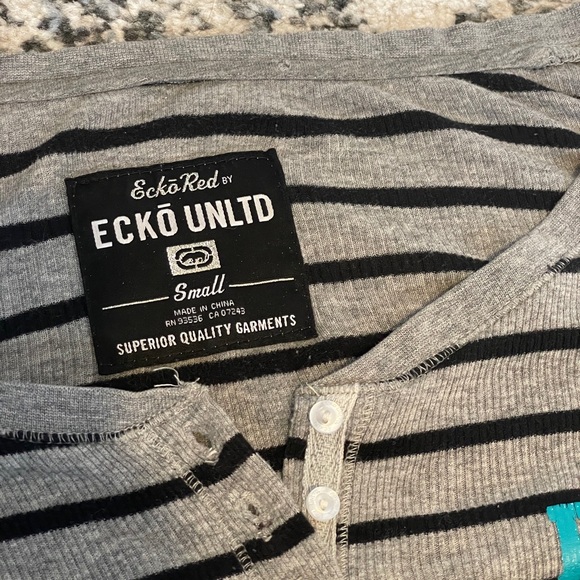 Eckō Red BY
ECKŌ UNLTD
Small
MADE IN CHINA
RN 93536 CA 07243
SUPERIOR QUALITY GARMENTS